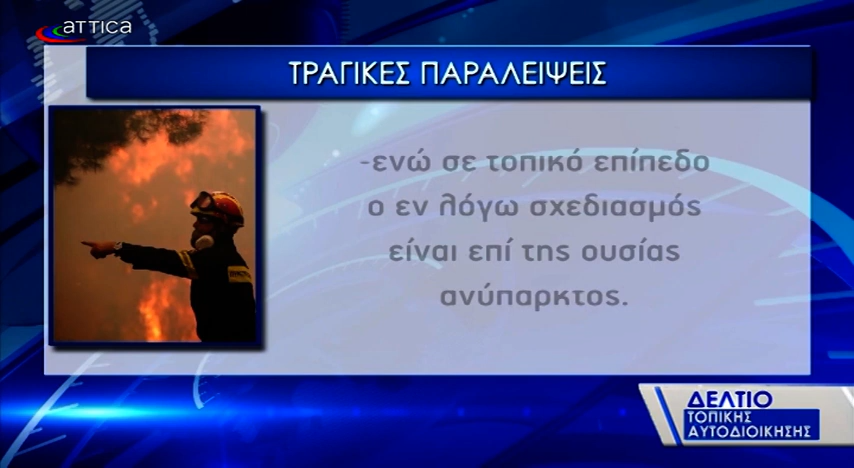 ATTICA
ΤΡΑΓΙΚΕΣ ΠΑΡΑΛΕΙΨΕΙΣ
-ενώ σε τοπικό επίπεδο
ο εν λόγω σχεδιασμός
είναι επί της ουσίας
ανύπαρκτος.
ΔΕΛΤΙΟ
ΤΟΠΙΚΗΣ
ΑΥΤΟΔΙΟΙΚΗΣΗΣ